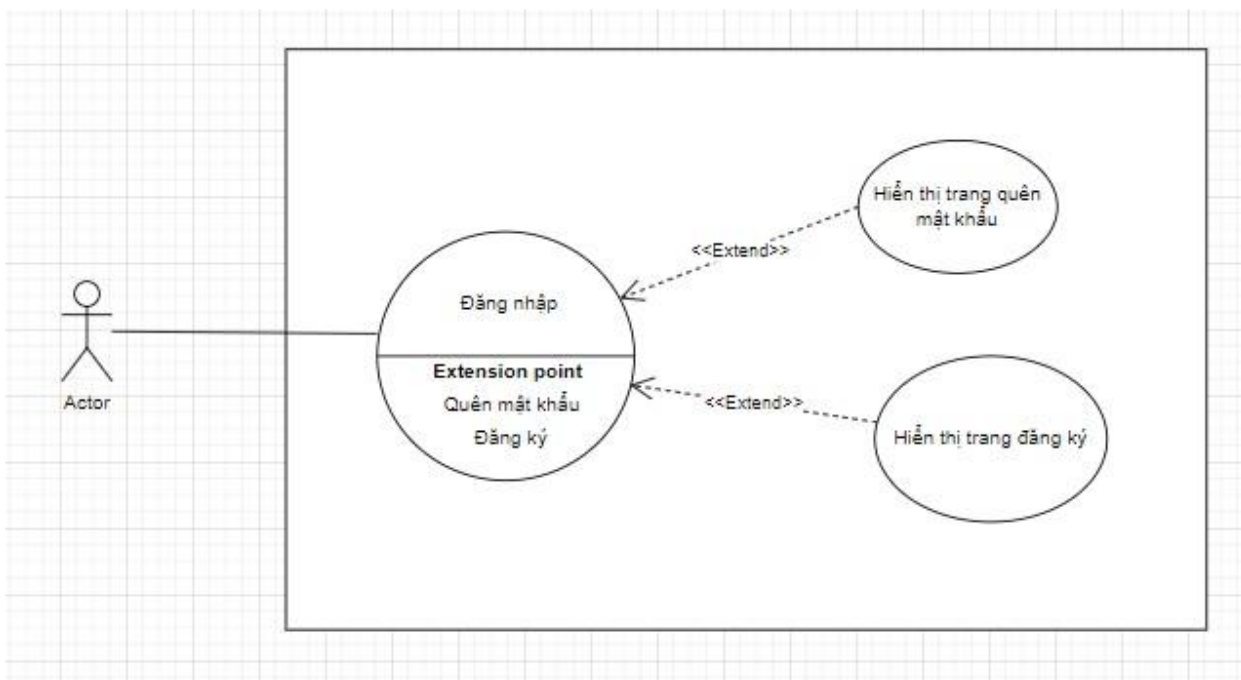 Actor
Đăng nhập
Extension point
Quên mật khẩu
Đăng ký
<<Extend>>
<<Extend>>
Hiển thị trang quên
mật khẩu
Hiển thị trang đăng ký